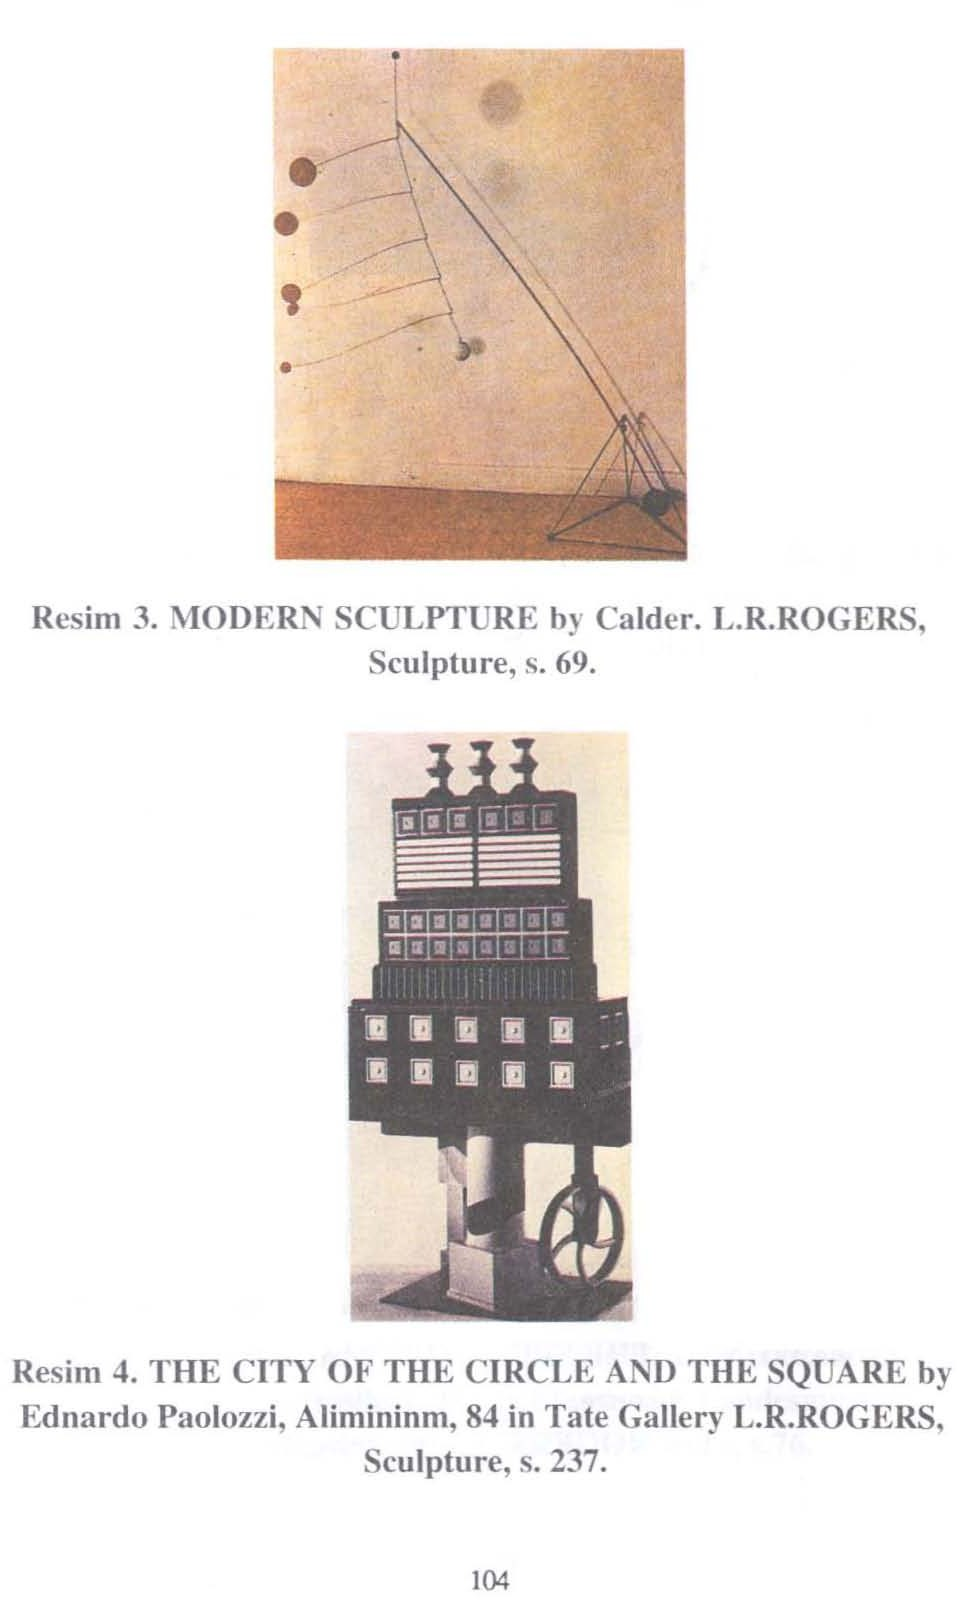 Resim 3. MODERN SCULPTURE by Calder. L.R.ROGERS,
Sculpture, s. 69.
Resim 4. THE CITY OF THE CIRCLE AND THE SQUARE by
Ednardo Paolozzi, Alimininm, 84 in Tate Gallery L.R.ROGERS,
Sculpture, s. 237.
104